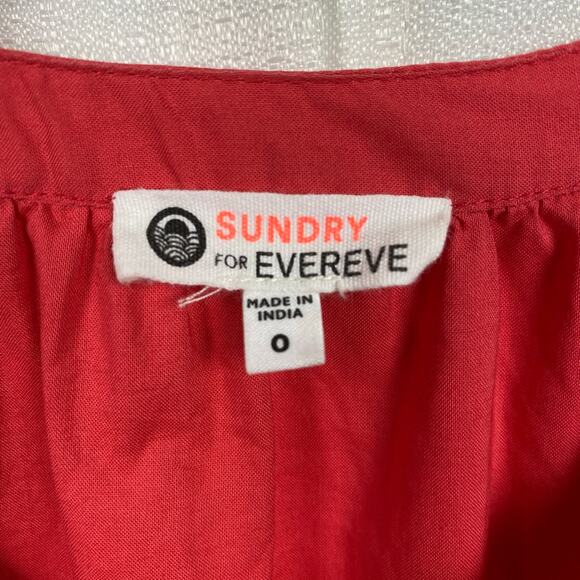 SUNDRY
FOR EVEREVE
MADE IN
INDIA
0